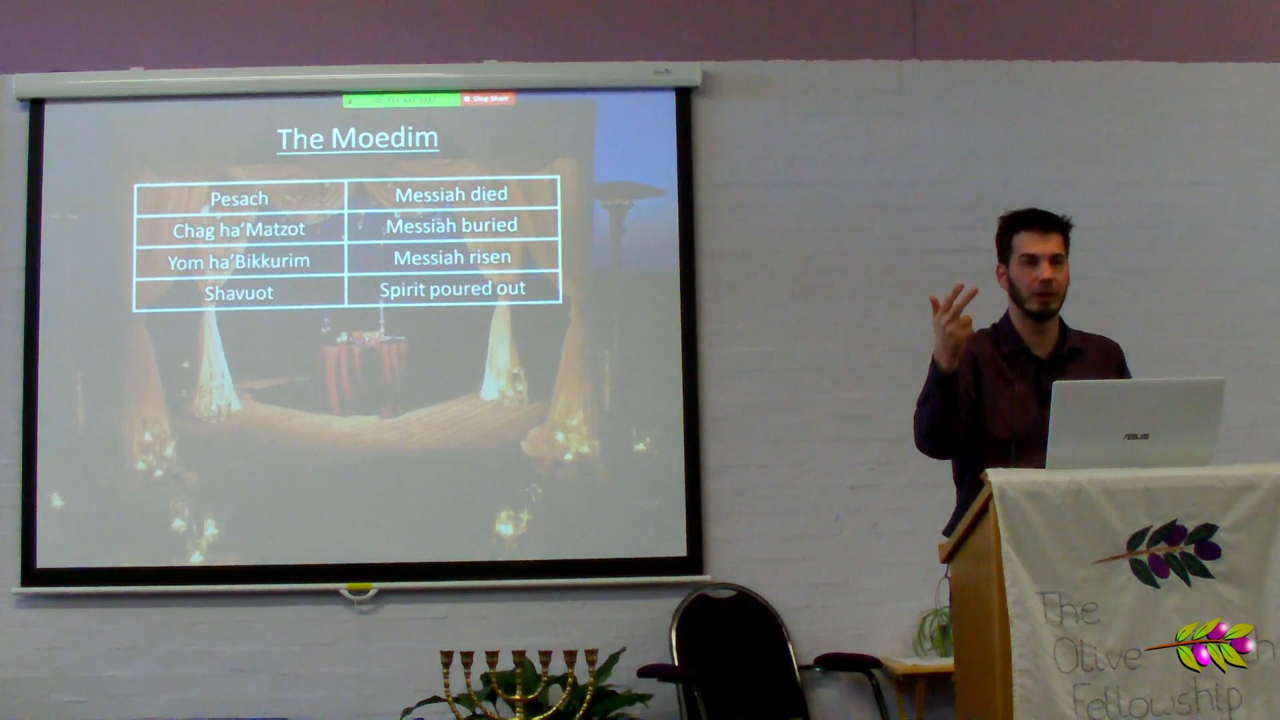 Stop Share
The Moedim
Pesach Messiah died
Chag ha'Matzot Messiah buried
Yom ha'Bikkurim Messiah risen
Shavuot Spirit poured out
ASUS
The
Olive
Fellowship